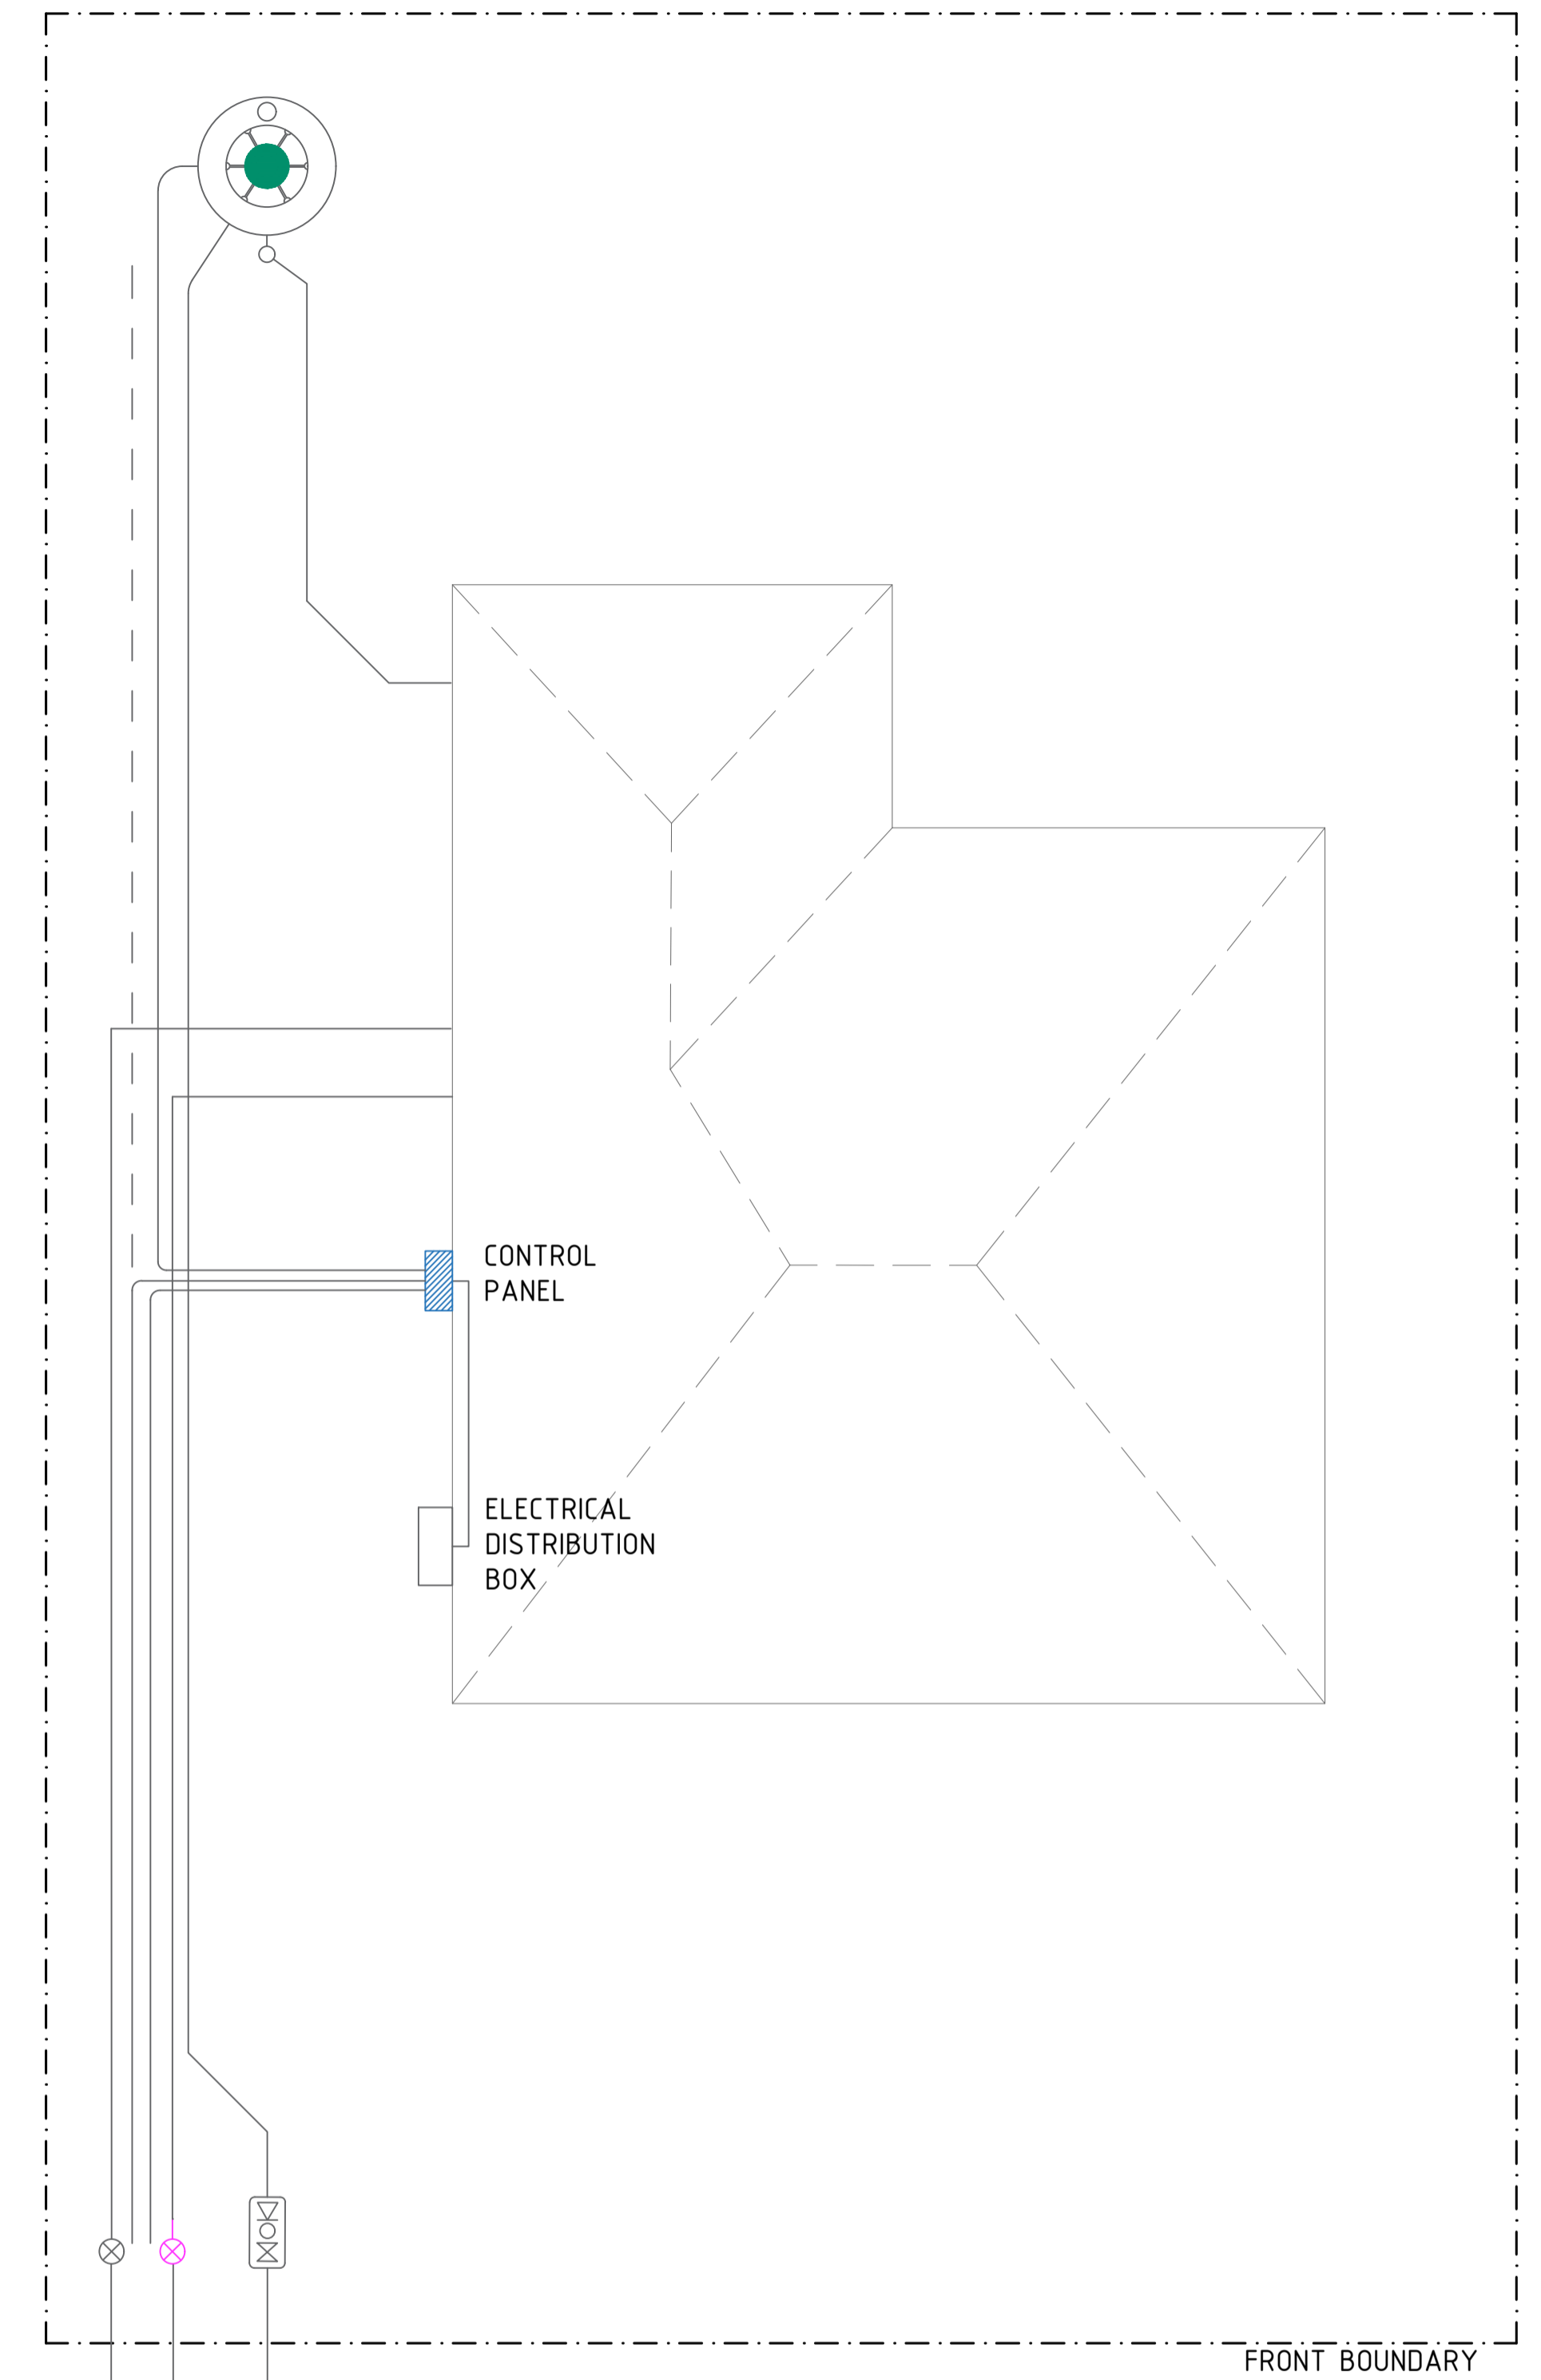 CONTROL
PANEL
ELECTRICAL
DISTRIBUTION
BOX
FRONT BOUNDARY